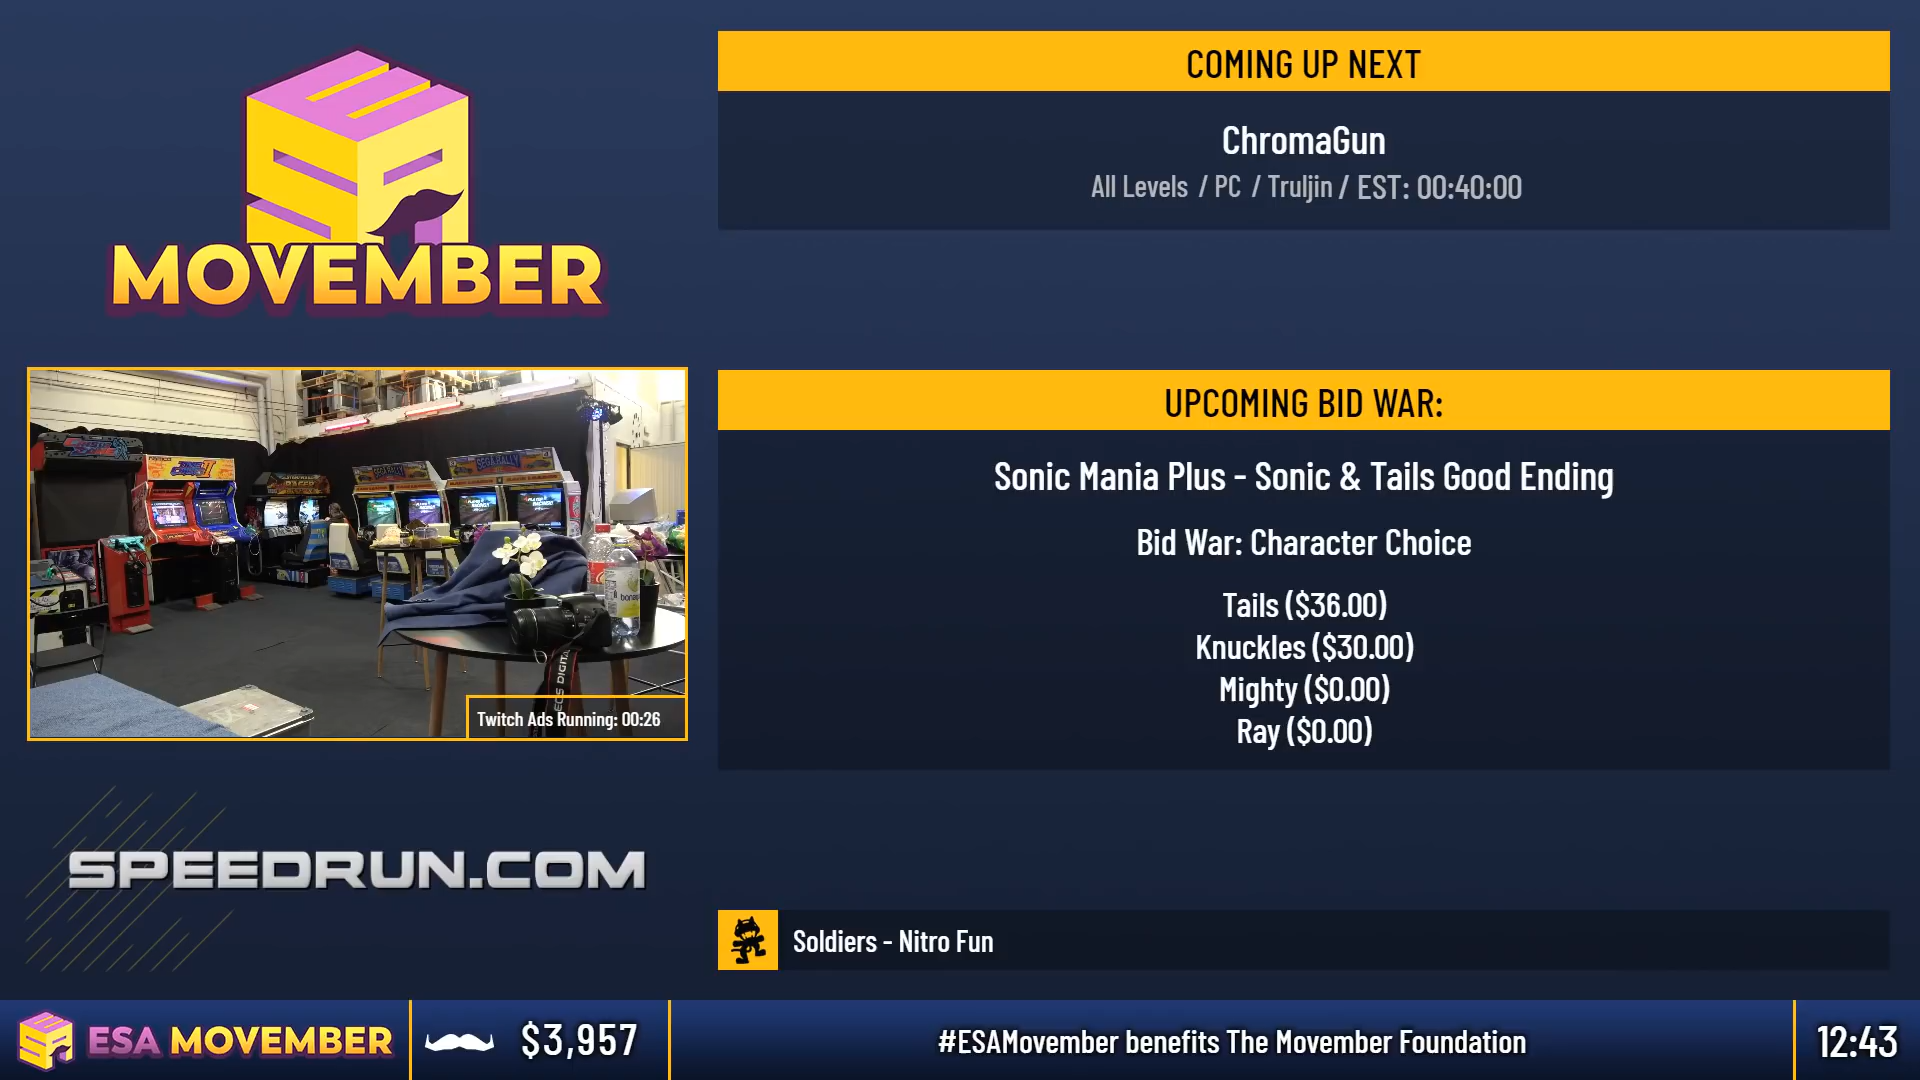 ESA
MOVEMBER
COMING UP NEXT
ChromaGun
All Levels / PC / Truljin / EST: 00:40:00
SEGA RALLY
Twitch Ads Running: 00:26
UPCOMING BID WAR:
Sonic Mania Plus - Sonic & Tails Good Ending
Bid War: Character Choice
Tails ($36.00)
Knuckles ($30.00)
Mighty ($0.00)
Ray ($0.00)
SPEEDRUN.COM
Soldiers - Nitro Fun
ESA MOVEMBER
$3,957
#ESAMovember benefits The Movember Foundation
12:43